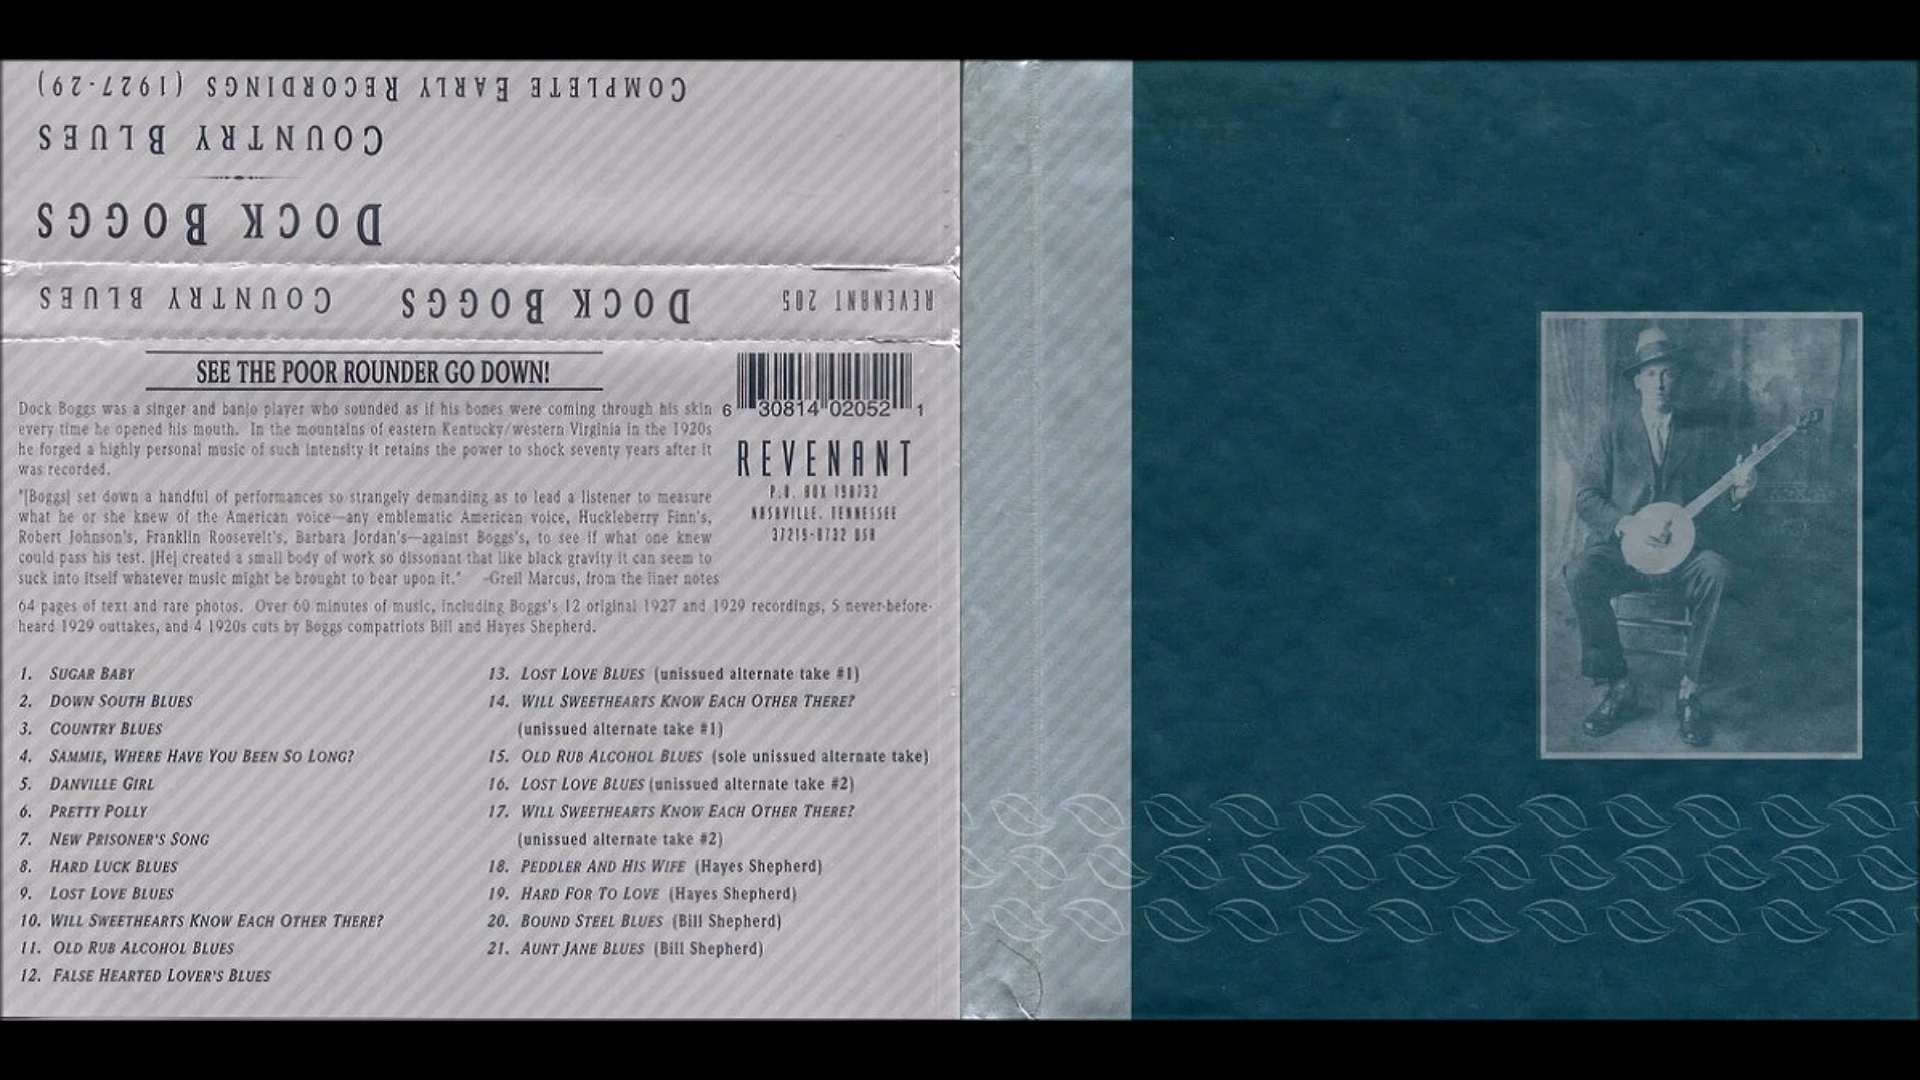 COMPLETE EARLY RECORDINGS (1927-29)
COUNTRY BLUES
DOCK BOGGS
COUNTRY BLUES DOCK BOGGS REVENANT 205
SEE THE POOR ROUNDER GO DOWN!
Dock Boggs was a singer and banjo player who sounded as if his bones were coming through his skin
every time he opened his mouth. In the mountains of eastern Kentucky/western Virginia in the 1920s
he forged a highly personal music of such intensity it retains the power to shock seventy years after it
was recorded.
"[Boggs] set down a handful of performances so strangely demanding as to lead a listener to measure
what he or she knew of the American voice—any emblematic American voice, Huckleberry Finn's,
Robert Johnson's, Franklin Roosevelt's, Barbara Jordan's—against Boggs's, to see if what one knew
could pass his test. [He] created a small body of work so dissonant that like black gravity it can seem to
suck into itself whatever music might be brought to bear upon it." -Greil Marcus, from the liner notes
64 pages of text and rare photos. Over 60 minutes of music, including Boggs's 12 original 1927 and 1929 recordings, 5 never-before-
heard 1929 outtakes, and 4 1920s cuts by Boggs compatriots Bill and Hayes Shepherd.
6 30814 02052 1
REVENANT
P.O. BOX 198732
NASHVILLE, TENNESSEE
37219-8732 USA
1. SUGAR BABY
2. DOWN SOUTH BLUES
3. COUNTRY BLUES
4. SAMMIE, WHERE HAVE YOU BEEN SO LONG?
5. DANVILLE GIRL
6. PRETTY POLLY
7. NEW PRISONER'S SONG
8. HARD LUCK BLUES
9. LOST LOVE BLUES
10. WILL SWEETHEARTS KNOW EACH OTHER THERE?
11. OLD RUB ALCOHOL BLUES
12. FALSE HEARTED LOVER'S BLUES
13. LOST LOVE BLUES (unissued alternate take #1)
14. WILL SWEETHEARTS KNOW EACH OTHER THERE?
(unissued alternate take #1)
15. OLD RUB ALCOHOL BLUES (sole unissued alternate take)
16. LOST LOVE BLUES (unissued alternate take #2)
17. WILL SWEETHEARTS KNOW EACH OTHER THERE?
(unissued alternate take #2)
18. PEDDLER AND HIS WIFE (Hayes Shepherd)
19. HARD FOR TO LOVE (Hayes Shepherd)
20. BOUND STEEL BLUES (Bill Shepherd)
21. AUNT JANE BLUES (Bill Shepherd)